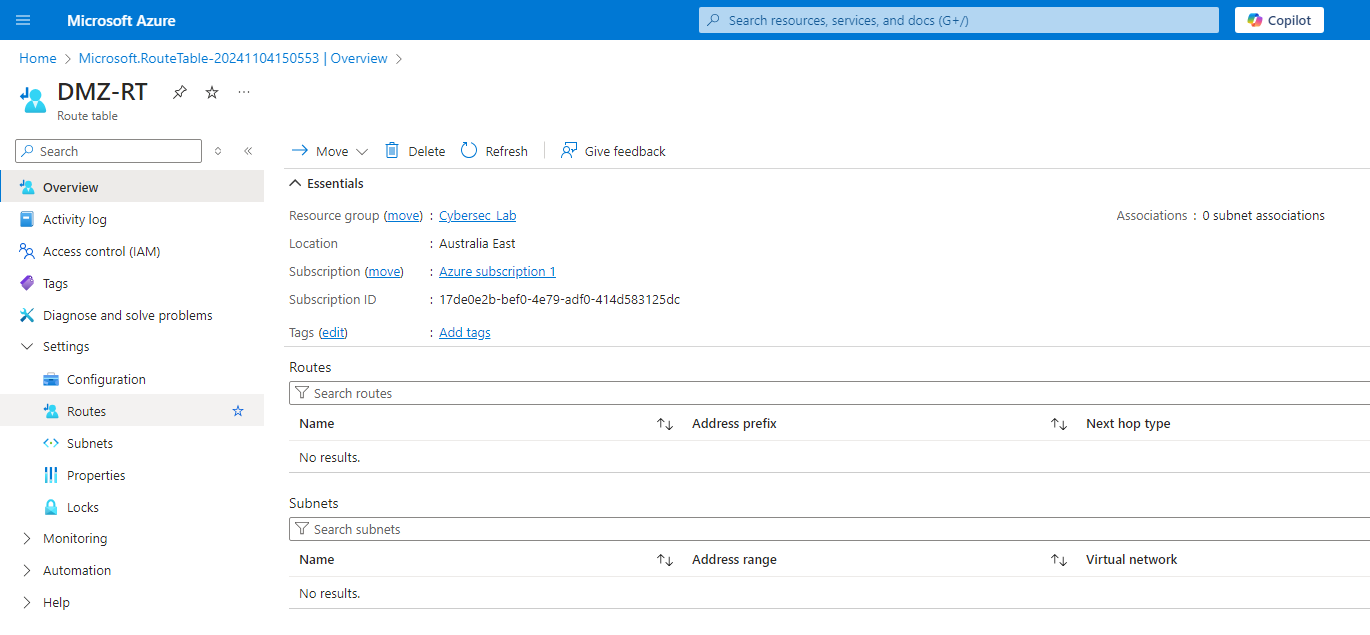 Microsoft Azure
Search resources, services, and docs (G+/)
Copilot
Home > Microsoft.RouteTable-20241104150553 | Overview >
DMZ-RT
Route table
Search
Move
Delete
Refresh
Give feedback
Overview
Activity log
Access control (IAM)
Tags
Diagnose and solve problems
Settings
Configuration
Routes
Subnets
Properties
Locks
Monitoring
Automation
Help
Essentials
Resource group (move) : Cybersec_Lab
Associations : 0 subnet associations
Location : Australia East
Subscription (move) : Azure subscription 1
Subscription ID : 17de0e2b-bef0-4e79-adf0-414d583125dc
Tags (edit) : Add tags
Routes
Search routes
Name Address prefix Next hop type
No results.
Subnets
Search subnets
Name Address range Virtual network
No results.